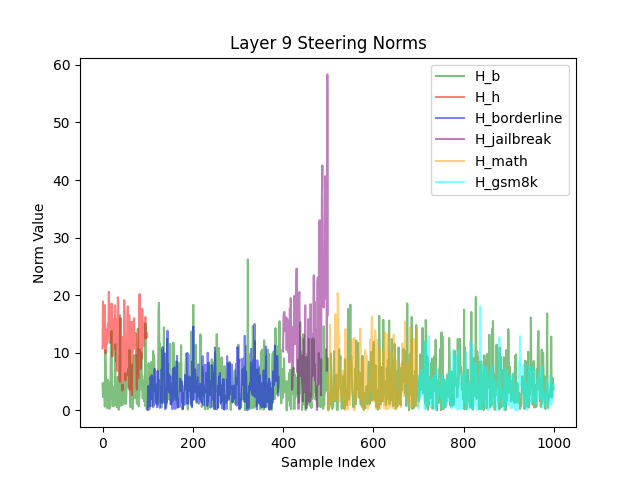 Layer 9 Steering Norms
60
50
40
30
20
10
0
Norm Value
H_b
H_h
H_borderline
H_jailbreak
H_math
H_gsm8k
0
200
400
600
800
1000
Sample Index